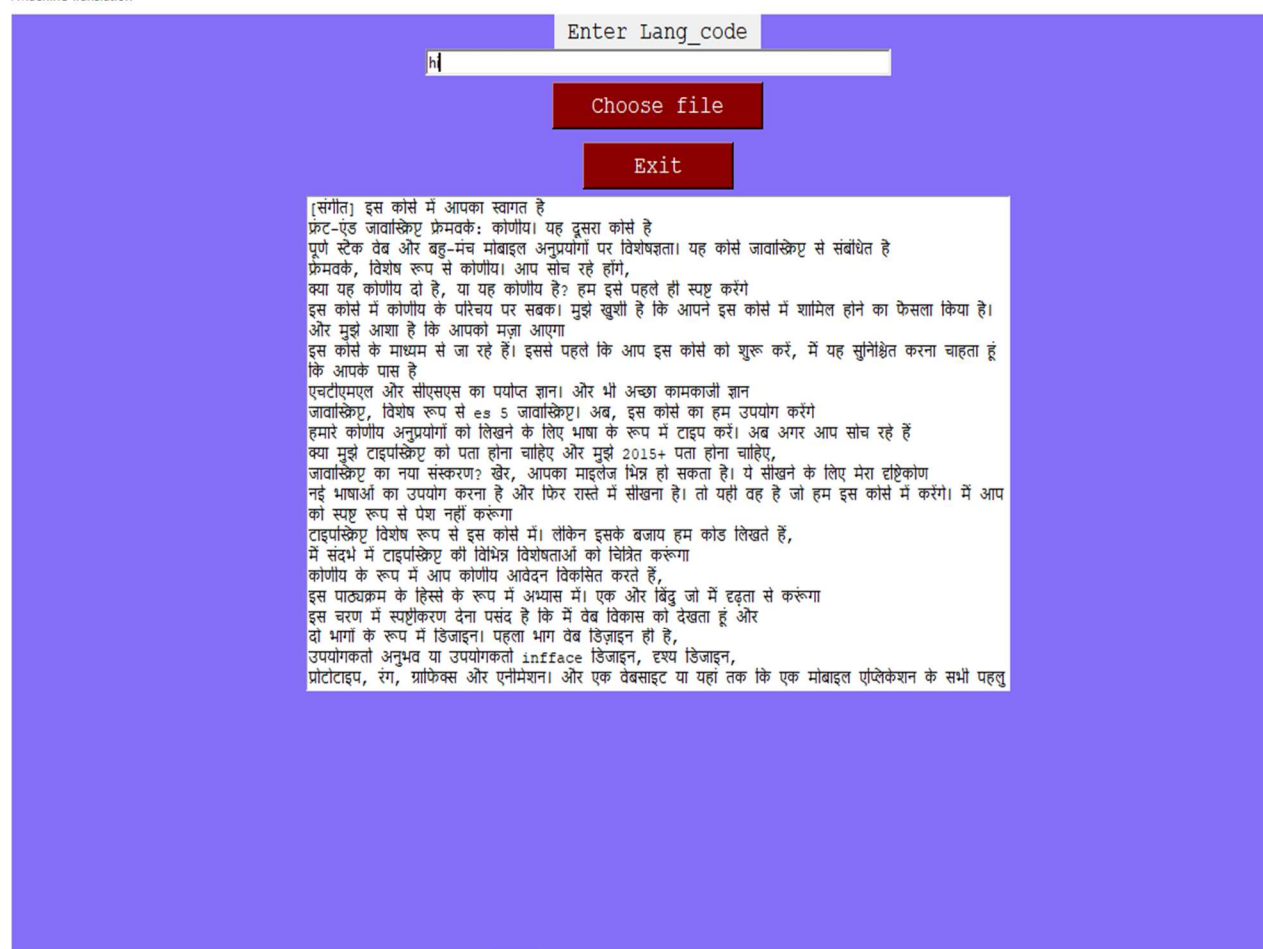 Enter Lang_code
hi
Choose file
Exit
[संगीत] इस कोर्स में आपका स्वागत है
फ्रंट-एंड जावास्क्रिप्ट फ्रेमवर्क: कोणीय। यह दूसरा कोर्स है
पूर्ण स्टेक वेब और बहु-मंच मोबाइल अनुप्रयोगों पर विशेषज्ञता। यह कोर्स जावास्क्रिप्ट से संबंधित है
फ्रेमवर्क, विशेष रूप से कोणीय। आप सोच रहे होंगे,
क्या यह कोणीय दो है, या यह कोणीय है? हम इसे पहले ही स्पष्ट करेंगे
इस कोर्स में कोणीय के परिचय पर सबक। मुझे खुशी है कि आपने इस कोर्स में शामिल होने का फैसला किया है।
और मुझे आशा है कि आपको मज़ा आएगा
इस कोर्स के माध्यम से जा रहे हैं। इससे पहले कि आप इस कोर्स को शुरू करें, मैं यह सुनिश्चित करना चाहता हूं
कि आपके पास है
एचटीएमएल और सीएसएस का पर्याप्त ज्ञान। और भी अच्छा कामकाजी ज्ञान
जावास्क्रिप्ट, विशेष रूप से es 5 जावास्क्रिप्ट। अब, इस कोर्स का हम उपयोग करेंगे
हमारे कोणीय अनुप्रयोगों को लिखने के लिए भाषा के रूप में टाइप करें। अब अगर आप सोच रहे हैं
क्या मुझे टाइपस्क्रिप्ट को पता होना चाहिए और मुझे 2015+ पता होना चाहिए,
जावास्क्रिप्ट का नया संस्करण? खैर, आपका माइलेज भिन्न हो सकता है। ये सीखने के लिए मेरा दृष्टिकोण
नई भाषाओं का उपयोग करना है और फिर रास्ते में सीखना है। तो यही वह है जो हम इस कोर्स में करेंगे। मैं आप
को स्पष्ट रूप से पेश नहीं करूंगा
टाइपस्क्रिप्ट विशेष रूप से इस कोर्स में। लेकिन इसके बजाय हम कोड लिखते हैं,
मैं संदर्भ में टाइपस्क्रिप्ट की विभिन्न विशेषताओं को चित्रित करूंगा
कोणीय के रूप में आप कोणीय आवेदन विकसित करते हैं,
इस पाठ्यक्रम के हिस्से के रूप में अभ्यास में। एक और बिंदु जो मैं दृढ़ता से करूंगा
इस चरण में स्पष्टीकरण देना पसंद है कि मैं वेब विकास को देखता हूं और
दो भागों के रूप में डिजाइन। पहला भाग वेब डिज़ाइन ही है,
उपयोगकर्ता अनुभव या उपयोगकर्ता infface डिजाइन, दृश्य डिजाइन,
प्रोटोटाइप, रंग, ग्राफिक्स और एनीमेशन। और एक वेबसाइट या यहां तक कि एक मोबाइल एप्लिकेशन के सभी पहलु